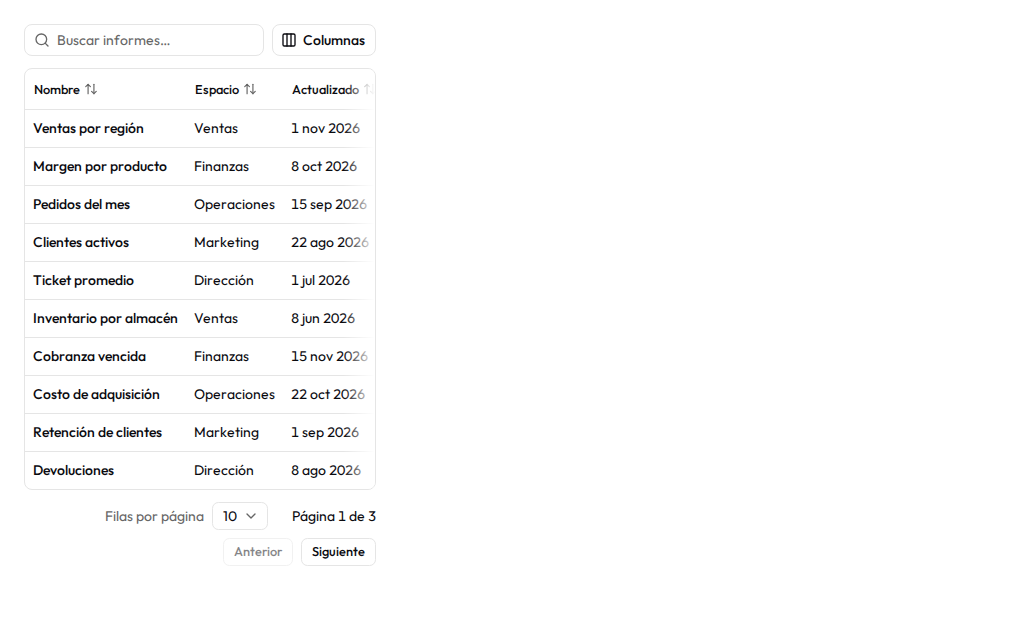 Buscar informes...
Columnas
Nombre Espacio Actualizado
Ventas por región Ventas 1 nov 2026
Margen por producto Finanzas 8 oct 2026
Pedidos del mes Operaciones 15 sep 2026
Clientes activos Marketing 22 ago 2026
Ticket promedio Dirección 1 jul 2026
Inventario por almacén Ventas 8 jun 2026
Cobranza vencida Finanzas 15 nov 2026
Costo de adquisición Operaciones 22 oct 2026
Retención de clientes Marketing 1 sep 2026
Devoluciones Dirección 8 ago 2026
Filas por página 10 Página 1 de 3
Anterior Siguiente